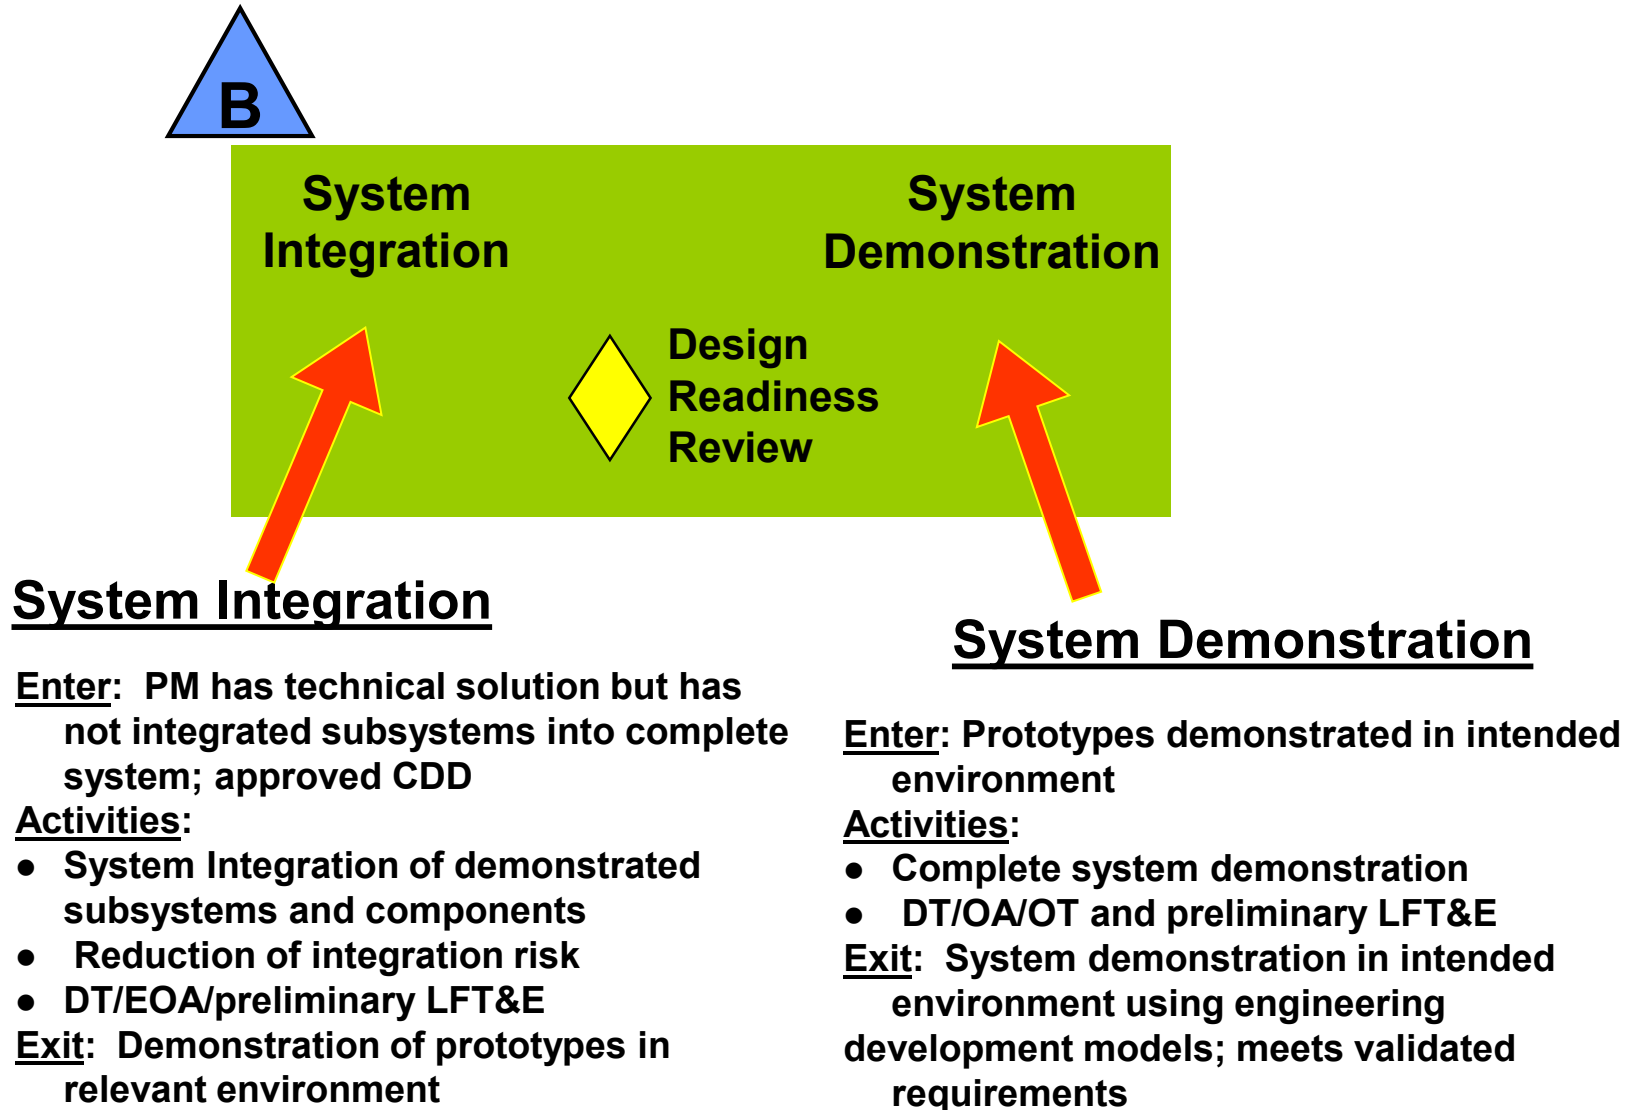 B
System
Integration
System
Demonstration
Design
Readiness
Review
System Integration
Enter:  PM has technical solution but has
not integrated subsystems into complete
system; approved CDD
Activities:
● System Integration of demonstrated
subsystems and components
● Reduction of integration risk
● DT/EOA/preliminary LFT&E
Exit:  Demonstration of prototypes in
relevant environment
System Demonstration
Enter: Prototypes demonstrated in intended
environment
Activities:
● Complete system demonstration
● DT/OA/OT and preliminary LFT&E
Exit:  System demonstration in intended
environment using engineering
development models; meets validated
requirements